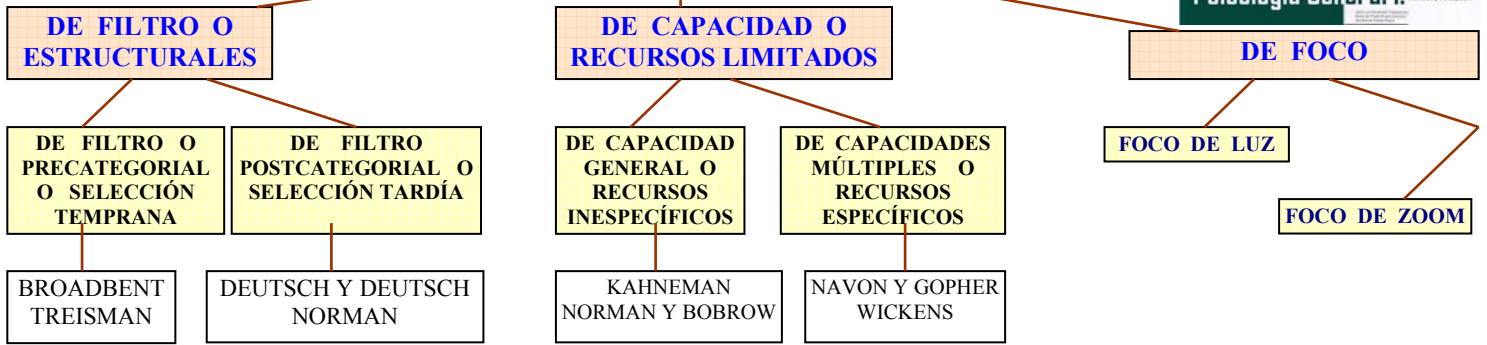 Psicología General I.
DE FILTRO O
ESTRUCTURALES
DE CAPACIDAD O
RECURSOS LIMITADOS
DE FOCO
DE FILTRO O
PRECATEGORIAL
O SELECCIÓN
TEMPRANA
DE FILTRO
POSTCATEGORIAL O
SELECCIÓN TARDÍA
DE CAPACIDAD
GENERAL O
RECURSOS
INESPECÍFICOS
DE CAPACIDADES
MÚLTIPLES O
RECURSOS
ESPECÍFICOS
FOCO DE LUZ
FOCO DE ZOOM
BROADBENT
TREISMAN
DEUTSCH Y DEUTSCH
NORMAN
KAHNEMAN
NORMAN Y BOBROW
NAVON Y GOPHER
WICKENS